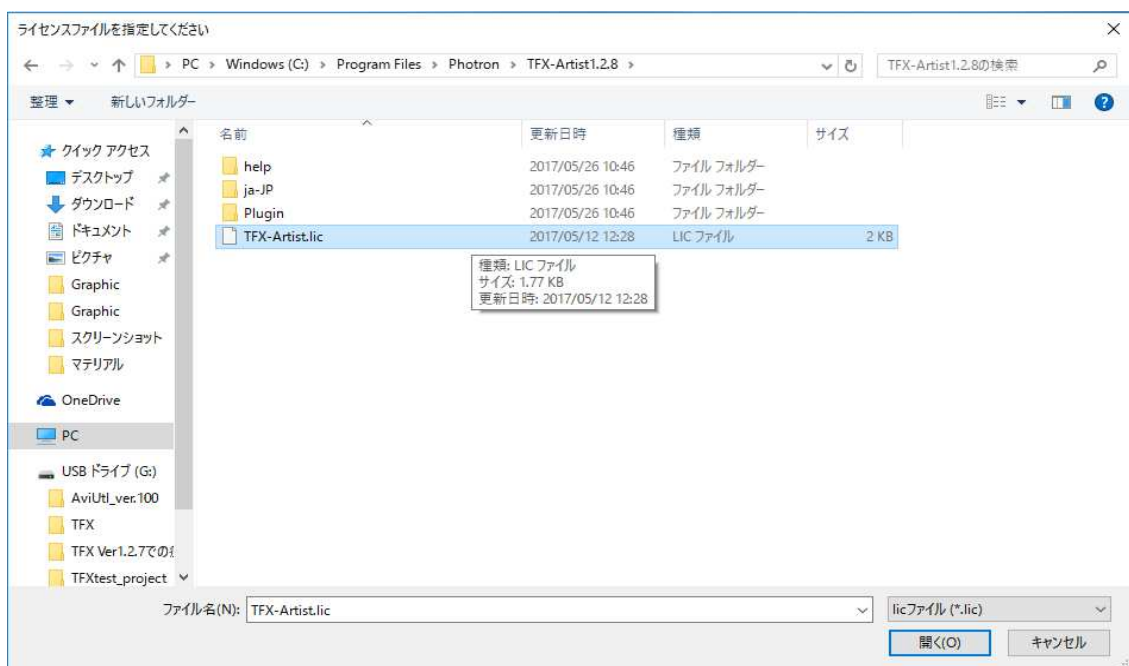 ライセンスファイルを指定してください
PC › Windows (C:) › Program Files › Photron › TFX-Artist1.2.8 ›
TFX-Artist1.2.8の検索
整理 新しいフォルダー
名前 更新日時 種類 サイズ
クイック アクセス
デスクトップ
ダウンロード
ドキュメント
ピクチャ
Graphic
Graphic
スクリーンショット
マテリアル
OneDrive
PC
USB ドライブ (G:)
AviUtl_ver.100
TFX
TFX Ver1.2.7での
TFXtest_project
help 2017/05/26 10:46 ファイル フォルダー
ja-JP 2017/05/26 10:46 ファイル フォルダー
Plugin 2017/05/26 10:46 ファイル フォルダー
TFX-Artist.lic 2017/05/12 12:28 LIC ファイル 2 KB
種類: LIC ファイル
サイズ: 1.77 KB
更新日時: 2017/05/12 12:28
ファイル名(N): TFX-Artist.lic licファイル (*.lic)
開く(O) キャンセル